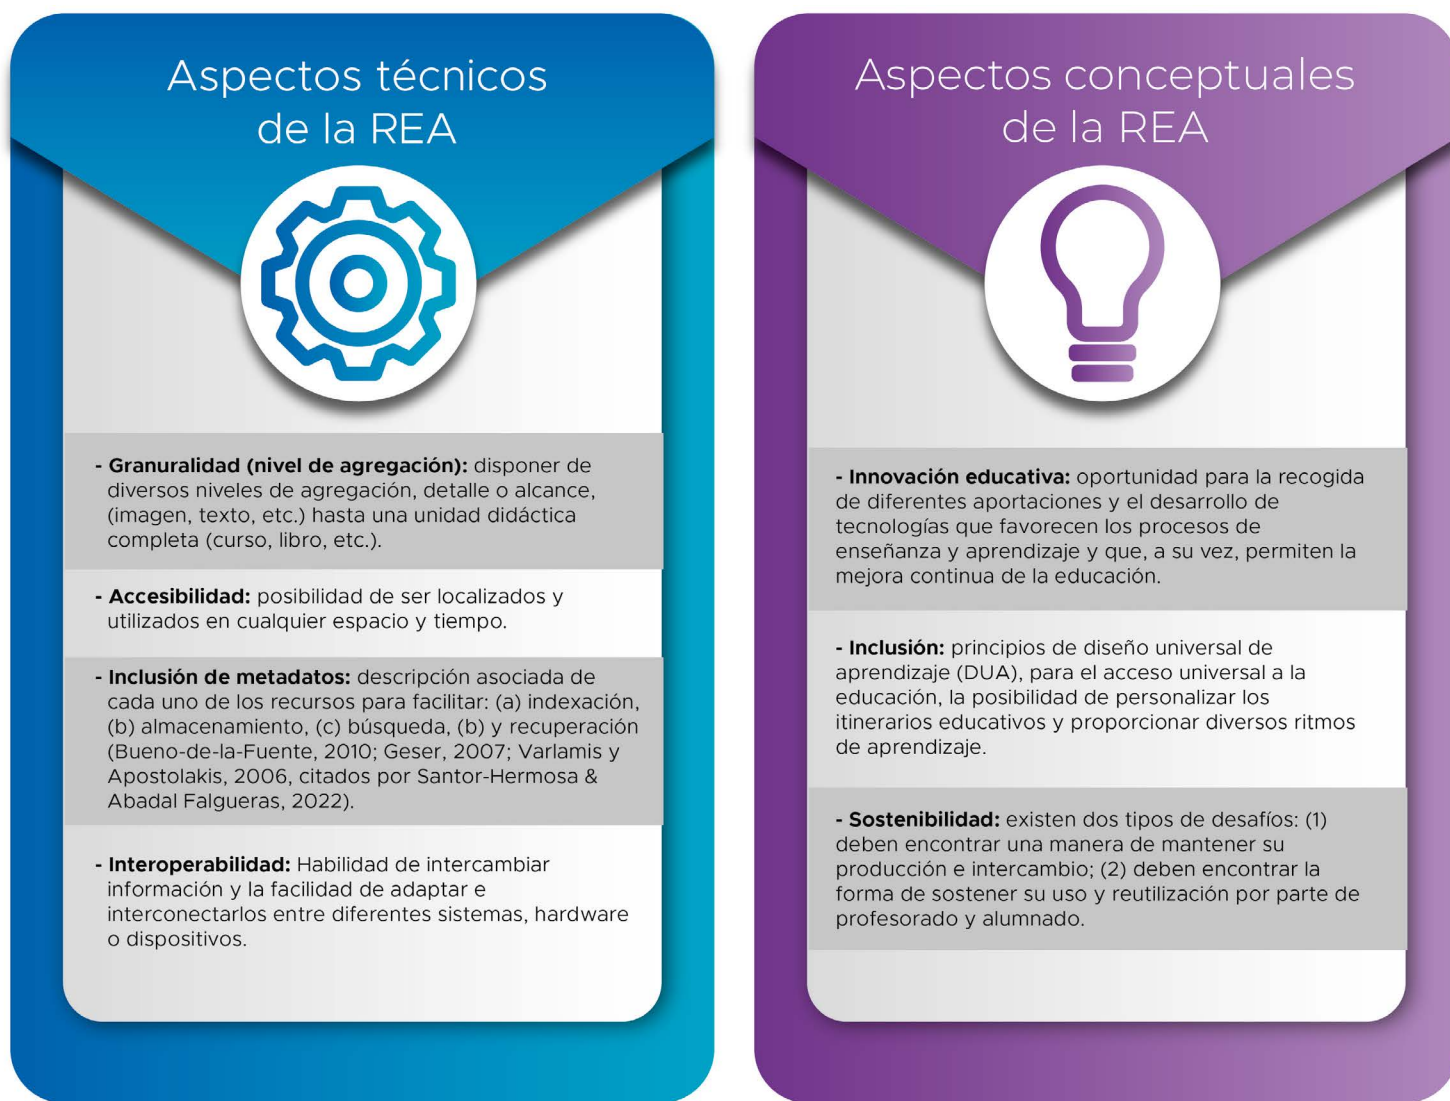 Aspectos técnicos
de la REA
- Granuralidad (nivel de agregación): disponer de
diversos niveles de agregación, detalle o alcance,
(imagen, texto, etc.) hasta una unidad didáctica
completa (curso, libro, etc.).
- Accesibilidad: posibilidad de ser localizados y
utilizados en cualquier espacio y tiempo.
- Inclusión de metadatos: descripción asociada de
cada uno de los recursos para facilitar: (a) indexación,
(b) almacenamiento, (c) búsqueda, (b) y recuperación
(Bueno-de-la-Fuente, 2010; Geser, 2007; Varlamis y
Apostolakis, 2006, citados por Santor-Hermosa &
Abadal Falgueras, 2022).
- Interoperabilidad: Habilidad de intercambiar
información y la facilidad de adaptar e
interconectarlos entre diferentes sistemas, hardware
o dispositivos.
Aspectos conceptuales
de la REA
- Innovación educativa: oportunidad para la recogida
de diferentes aportaciones y el desarrollo de
tecnologías que favorecen los procesos de
enseñanza y aprendizaje y que, a su vez, permiten la
mejora continua de la educación.
- Inclusión: principios de diseño universal de
aprendizaje (DUA), para el acceso universal a la
educación, la posibilidad de personalizar los
itinerarios educativos y proporcionar diversos ritmos
de aprendizaje.
- Sostenibilidad: existen dos tipos de desafíos: (1)
deben encontrar una manera de mantener su
producción e intercambio; (2) deben encontrar la
forma de sostener su uso y reutilización por parte de
profesorado y alumnado.